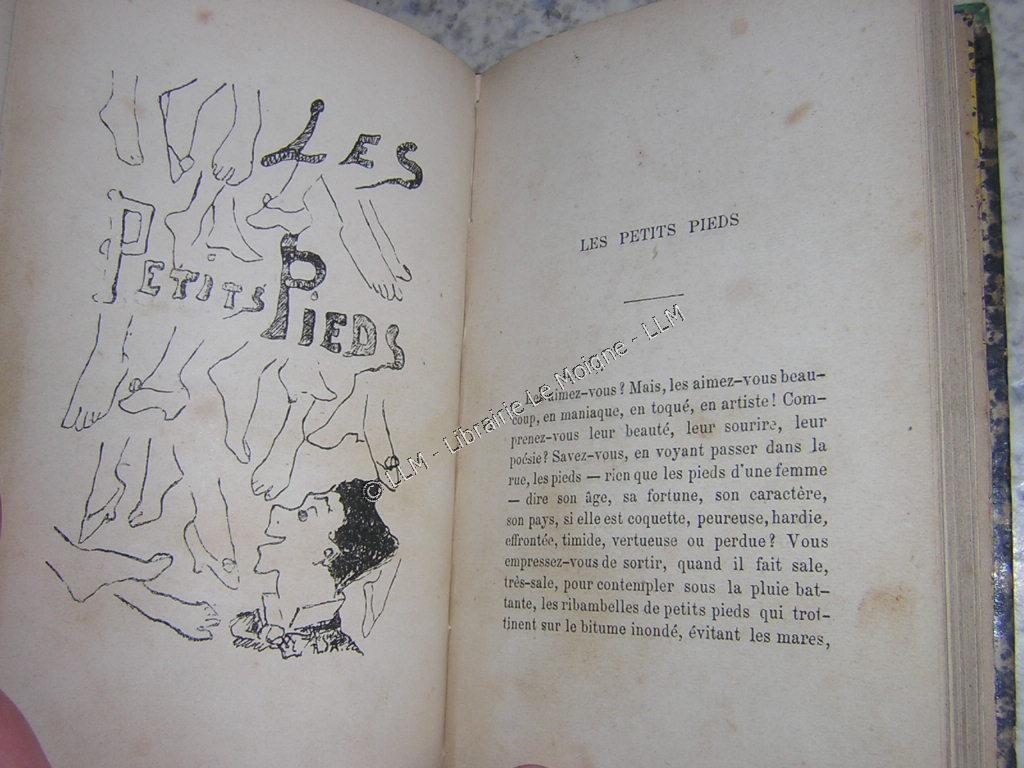 LES
PETITS PIEDS
LES PETITS PIEDS
aimez-vous? Mais, les aimez-vous beau-
coup, en maniaque, en toqué, en artiste! Com-
prenez-vous leur beauté, leur sourire, leur
poésie? Savez-vous, en voyant passer dans la
rue, les pieds — rien que les pieds d'une femme
— dire son âge, sa fortune, son caractère,
son pays, si elle est coquette, peureuse, hardie,
effrontée, timide, vertueuse ou perdue? Vous
empressez-vous de sortir, quand il fait sale,
très-sale, pour contempler sous la pluie bat-
tante, les ribambelles de petits pieds qui trot-
tinent sur le bitume inondé, évitant les mares,
© LLM - Librairie Le Moigne - LLM